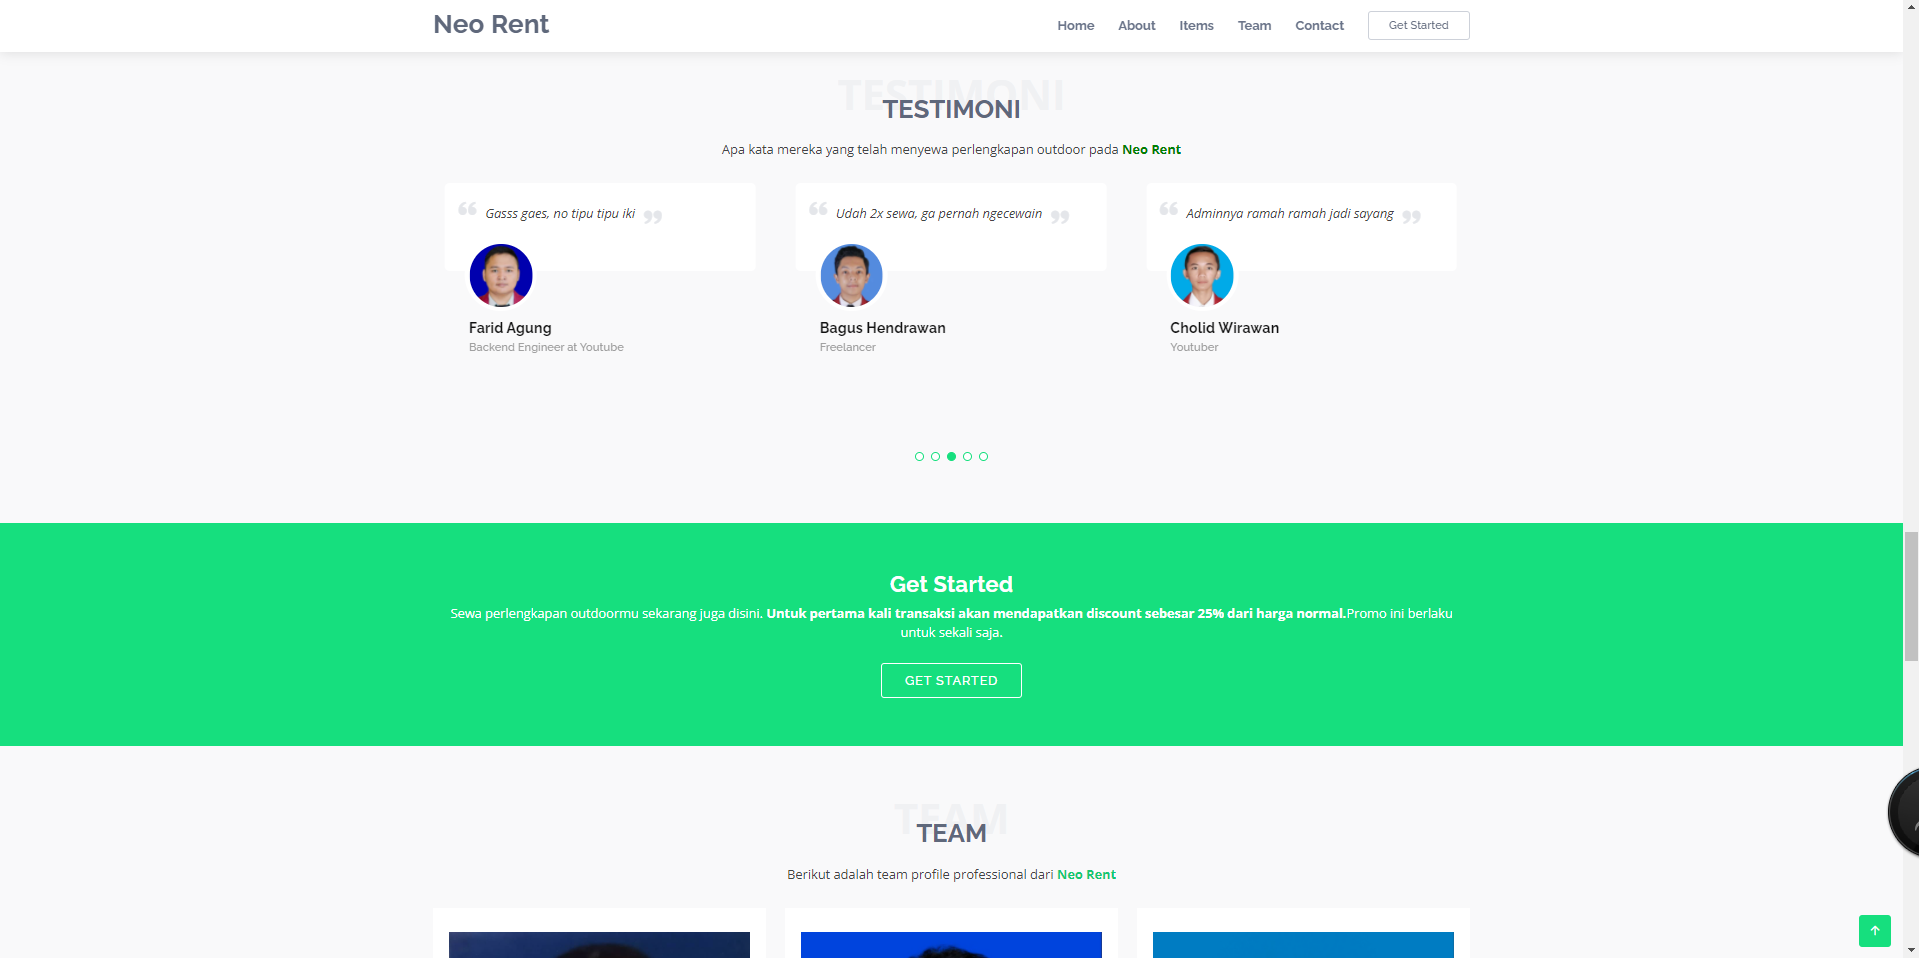 Neo Rent
Home About Items Team Contact Get Started
TESTIMONI
TESTIMONI
Apa kata mereka yang telah menyewa perlengkapan outdoor pada Neo Rent
Gasss gaes, no tipu tipu iki
Farid Agung
Backend Engineer at Youtube
Udah 2x sewa, ga pernah ngecewain
Bagus Hendrawan
Freelancer
Adminnya ramah ramah jadi sayang
Cholid Wirawan
Youtuber
Get Started
Sewa perlengkapan outdoormu sekarang juga disini. Untuk pertama kali transaksi akan mendapatkan discount sebesar 25% dari harga normal.Promo ini berlaku
untuk sekali saja.
GET STARTED
TEAM
TEAM
Berikut adalah team profile professional dari Neo Rent